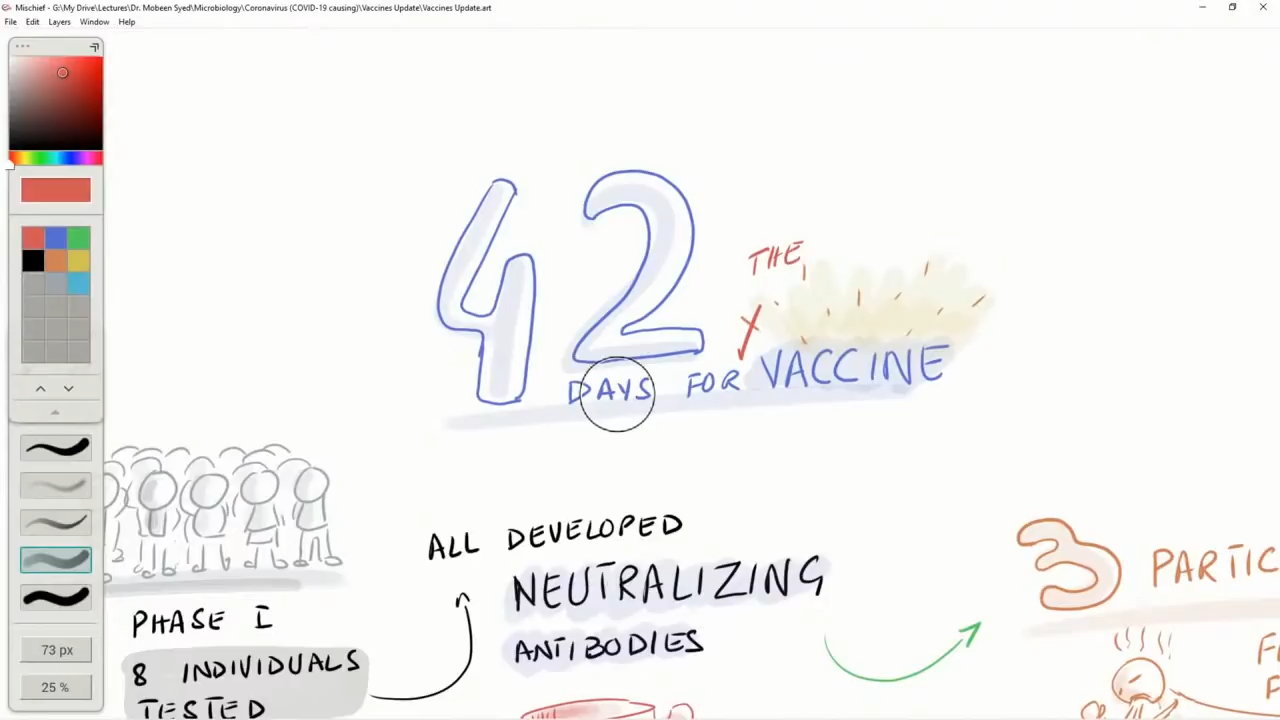 Mischief - G:\My Drive\Lectures\Dr. Mobeen Syed\Microbiology\Coronavirus (COVID-19 causing)\Vaccines Update\Vaccines Update.art
File Edit Layers Window Help
42
THE
DAYS FOR VACCINE
ALL DEVELOPED
NEUTRALIZING
ANTIBODIES
PHASE I
8 INDIVIDUALS
TESTED
3 PARTIC
73 px
25 %